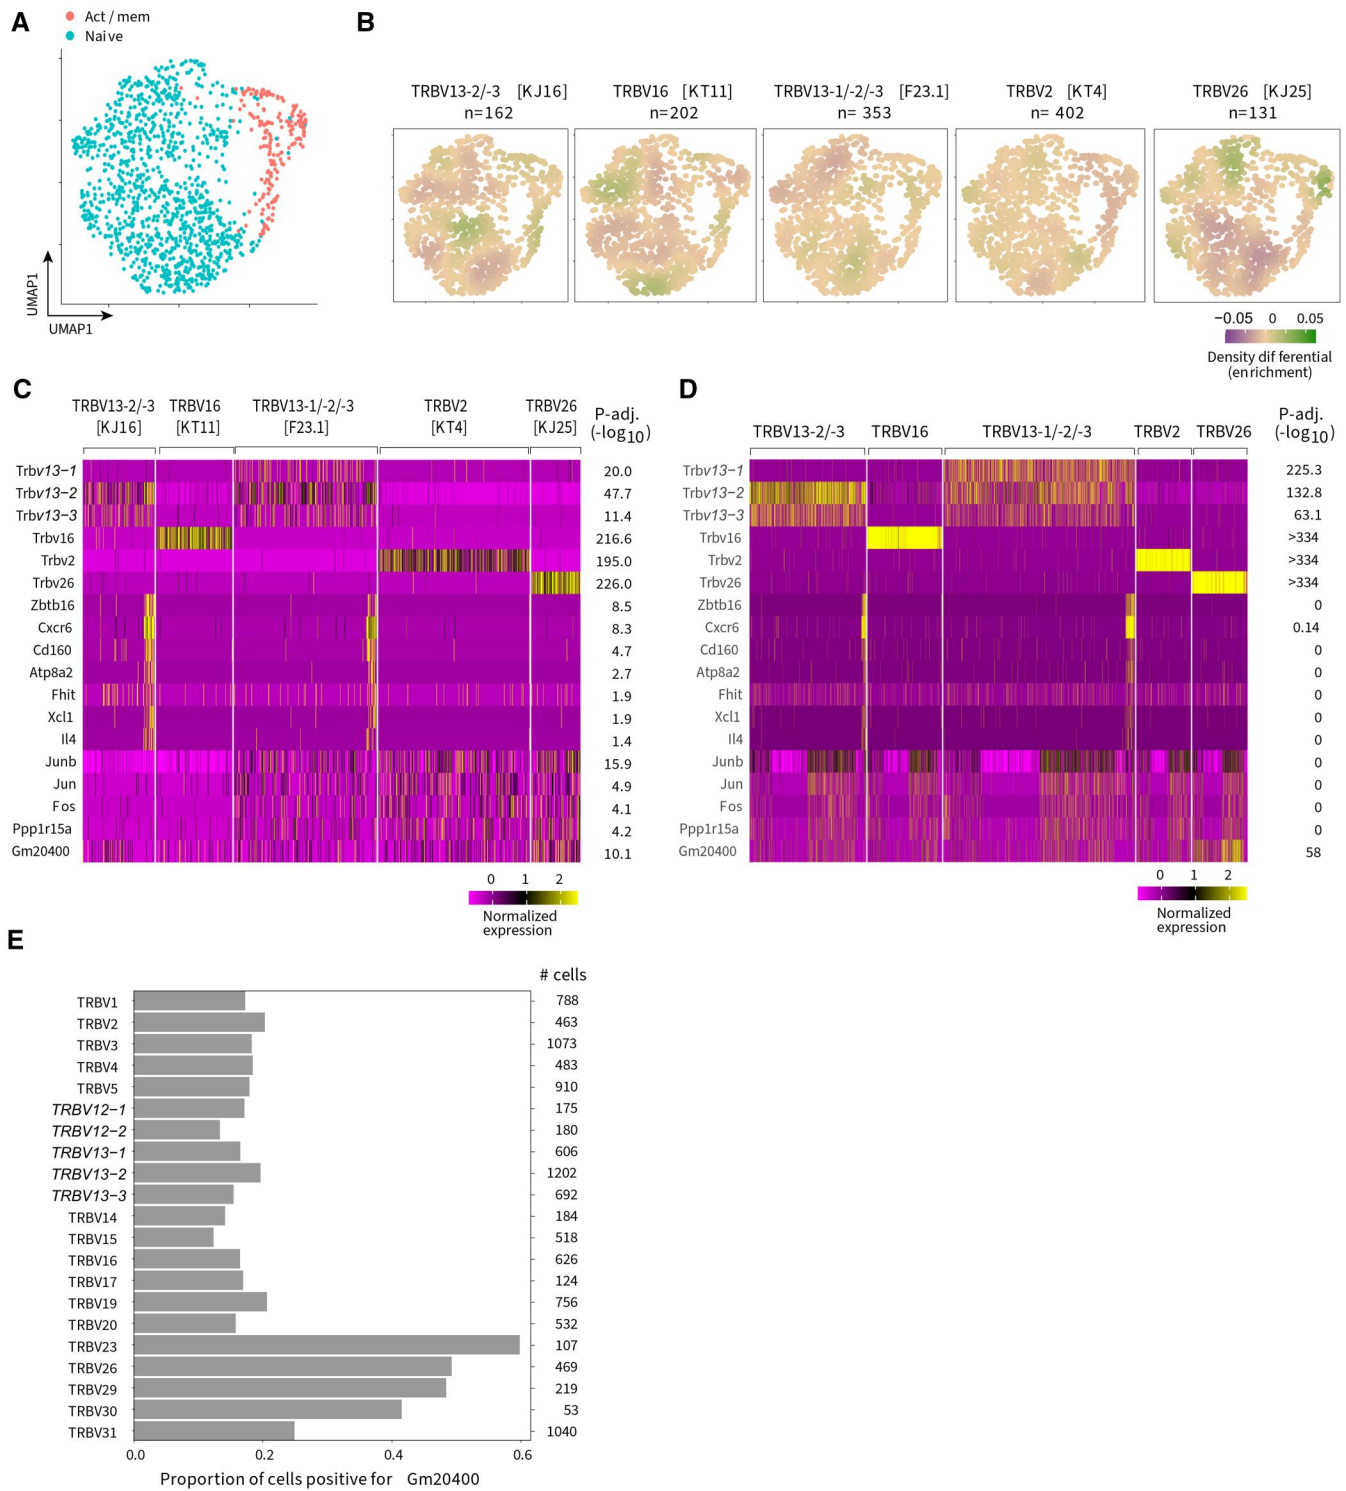 A
Act / mem
Naive
UMAP1
UMAP1
B
TRBV13-2/-3 [KJ16]
n=162
TRBV16 [KT11]
n=202
TRBV13-1/-2/-3 [F23.1]
n= 353
TRBV2 [KT4]
n= 402
TRBV26 [KJ25]
n=131
−0.05 0 0.05
Density dif ferential
(enrichment)
C
TRBV13-2/-3
[KJ16]
TRBV16
[KT11]
TRBV13-1/-2/-3
[F23.1]
TRBV2
[KT4]
TRBV26
[KJ25]
P-adj.
(-log10)
Trbv13−1 20.0
Trbv13−2 47.7
Trbv13−3 11.4
Trbv16 216.6
Trbv2 195.0
Trbv26 226.0
Zbtb16 8.5
Cxcr6 8.3
Cd160 4.7
Atp8a2 2.7
Fhit 1.9
Xcl1 1.9
Il4 1.4
Junb 15.9
Jun 4.9
Fos 4.1
Ppp1r15a 4.2
Gm20400 10.1
0 1 2
Normalized
expression
D
TRBV13-2/-3 TRBV16 TRBV13-1/-2/-3 TRBV2 TRBV26
P-adj.
(-log10)
Trbv13−1 225.3
Trbv13−2 132.8
Trbv13−3 63.1
Trbv16 >334
Trbv2 >334
Trbv26 >334
Zbtb16 0
Cxcr6 0.14
Cd160 0
Atp8a2 0
Fhit 0
Xcl1 0
Il4 0
Junb 0
Jun 0
Fos 0
Ppp1r15a 0
Gm20400 58
0 1 2
Normalized
expression
E
# cells
TRBV1 788
TRBV2 463
TRBV3 1073
TRBV4 483
TRBV5 910
TRBV12−1 175
TRBV12−2 180
TRBV13−1 606
TRBV13−2 1202
TRBV13−3 692
TRBV14 184
TRBV15 518
TRBV16 626
TRBV17 124
TRBV19 756
TRBV20 532
TRBV23 107
TRBV26 469
TRBV29 219
TRBV30 53
TRBV31 1040
0.0 0.2 0.4 0.6
Proportion of cells positive for Gm20400